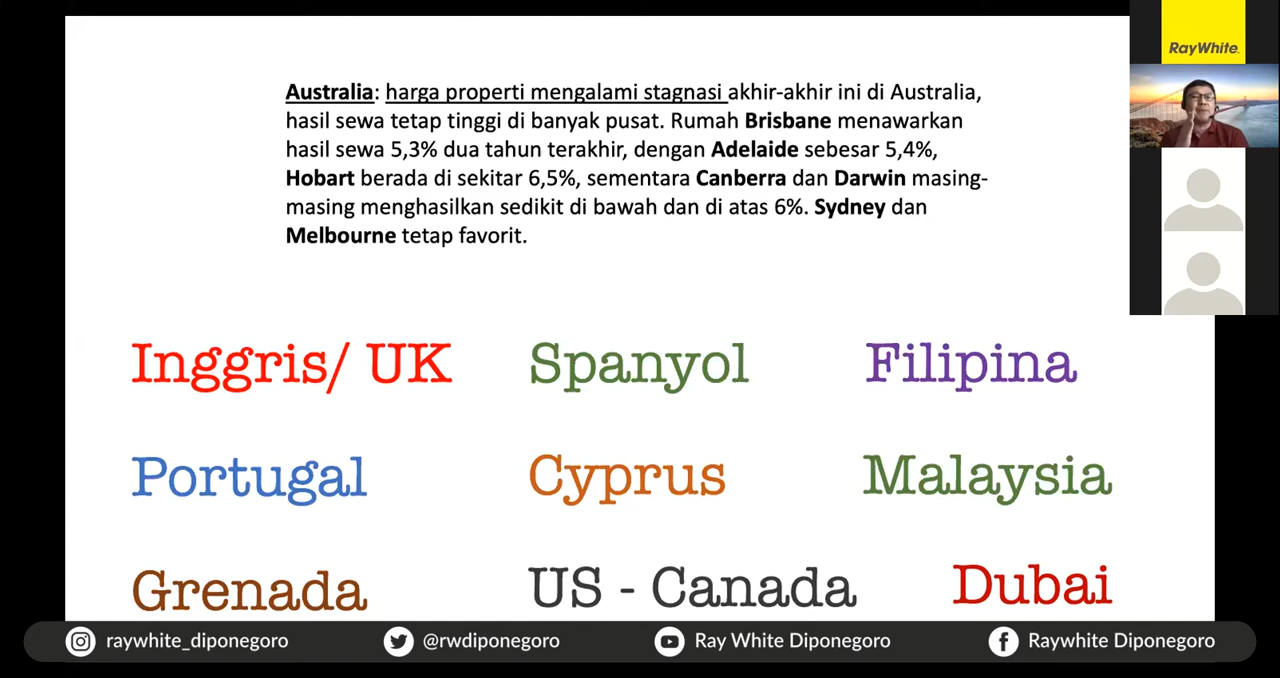 RayWhite.
Australia: harga properti mengalami stagnasi akhir-akhir ini di Australia,
hasil sewa tetap tinggi di banyak pusat. Rumah Brisbane menawarkan
hasil sewa 5,3% dua tahun terakhir, dengan Adelaide sebesar 5,4%,
Hobart berada di sekitar 6,5%, sementara Canberra dan Darwin masing-
masing menghasilkan sedikit di bawah dan di atas 6%. Sydney dan
Melbourne tetap favorit.
Inggris/ UK Spanyol Filipina
Portugal Cyprus Malaysia
Grenada US - Canada Dubai
raywhite_diponegoro @rwdiponegoro Ray White Diponegoro Raywhite Diponegoro